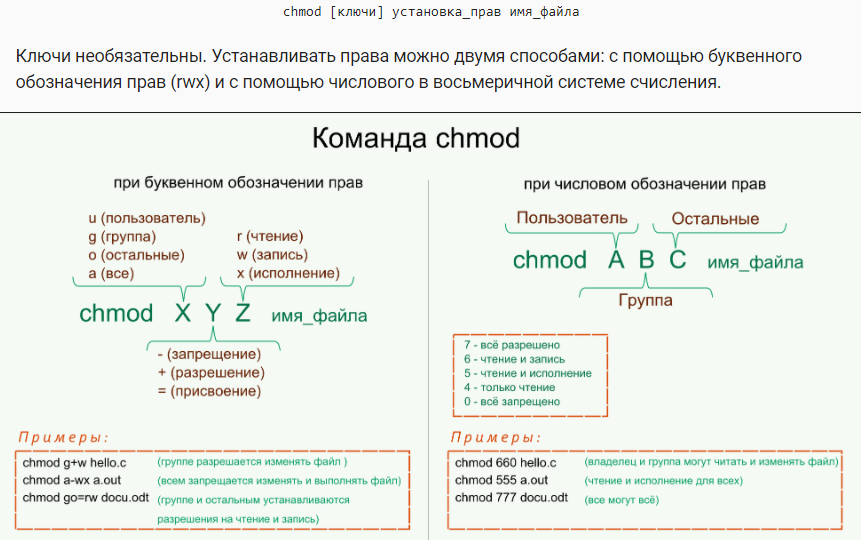 chmod [ключи] установка_прав имя_файла
Ключи необязательны. Устанавливать права можно двумя способами: с помощью буквенного
обозначения прав (rwx) и с помощью числового в восьмеричной системе счисления.
Команда chmod
при буквенном обозначении прав
u (пользователь)
g (группа)
o (остальные)
a (все)
r (чтение)
w (запись)
x (исполнение)
chmod X Y Z имя_файла
- (запрещение)
+ (разрешение)
= (присвоение)
Примеры:
chmod g+w hello.c (группе разрешается изменять файл )
chmod a-wx a.out (всем запрещается изменять и выполнять файл)
chmod go=rw docu.odt (группе и остальным устанавливаются
разрешения на чтение и запись)
при числовом обозначении прав
Пользователь Остальные
chmod A B C имя_файла
Группа
7 - всё разрешено
6 - чтение и запись
5 - чтение и исполнение
4 - только чтение
0 - всё запрещено
Примеры:
chmod 660 hello.c (владелец и группа могут читать и изменять файл)
chmod 555 a.out (чтение и исполнение для всех)
chmod 777 docu.odt (все могут всё)